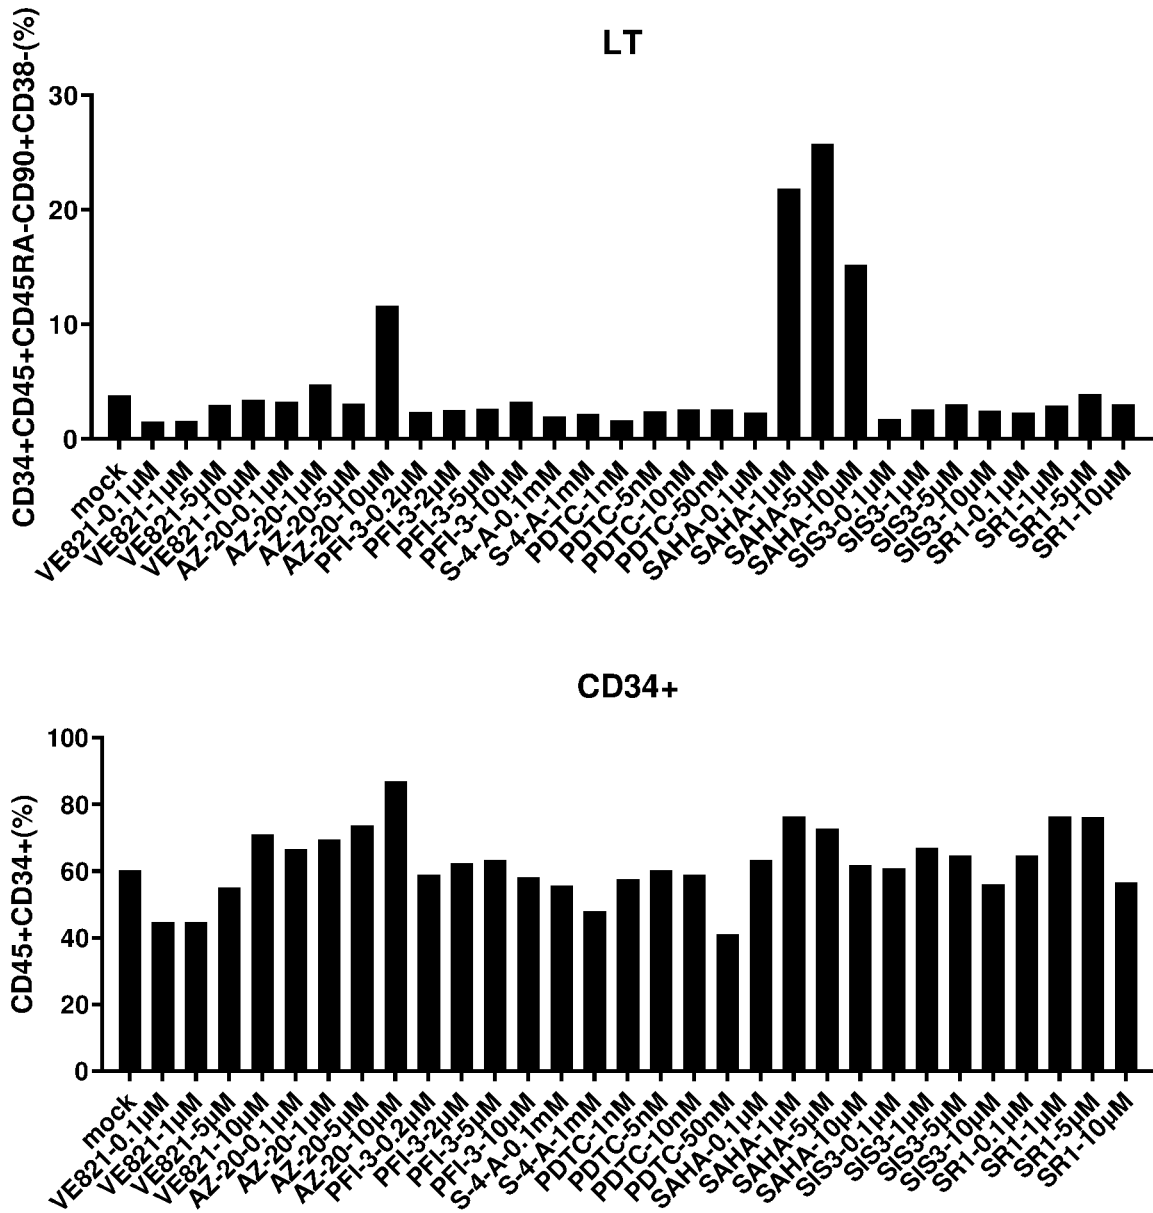 LT
CD34+CD45+CD45RA-CD90+CD38-(%)
30
20
10
0
mock
VE821-0.1µM
VE821-1µM
VE821-5µM
VE821-10µM
AZ-20-0.1µM
AZ-20-1µM
AZ-20-5µM
AZ-20-10µM
PFI-3-0.2µM
PFI-3-2µM
PFI-3-5µM
PFI-3-10µM
S-4-A-0.1mM
S-4-A-1mM
PDTC-1nM
PDTC-5nM
PDTC-10nM
PDTC-50nM
SAHA-0.1µM
SAHA-1µM
SAHA-5µM
SAHA-10µM
SIS3-0.1µM
SIS3-1µM
SIS3-5µM
SIS3-10µM
SR1-0.1µM
SR1-1µM
SR1-5µM
SR1-10µM
CD34+
CD45+CD34+(%)
100
80
60
40
20
0
mock
VE821-0.1µM
VE821-1µM
VE821-5µM
VE821-10µM
AZ-20-0.1µM
AZ-20-1µM
AZ-20-5µM
AZ-20-10µM
PFI-3-0.2µM
PFI-3-2µM
PFI-3-5µM
PFI-3-10µM
S-4-A-0.1mM
S-4-A-1mM
PDTC-1nM
PDTC-5nM
PDTC-10nM
PDTC-50nM
SAHA-0.1µM
SAHA-1µM
SAHA-5µM
SAHA-10µM
SIS3-0.1µM
SIS3-1µM
SIS3-5µM
SIS3-10µM
SR1-0.1µM
SR1-1µM
SR1-5µM
SR1-10µM